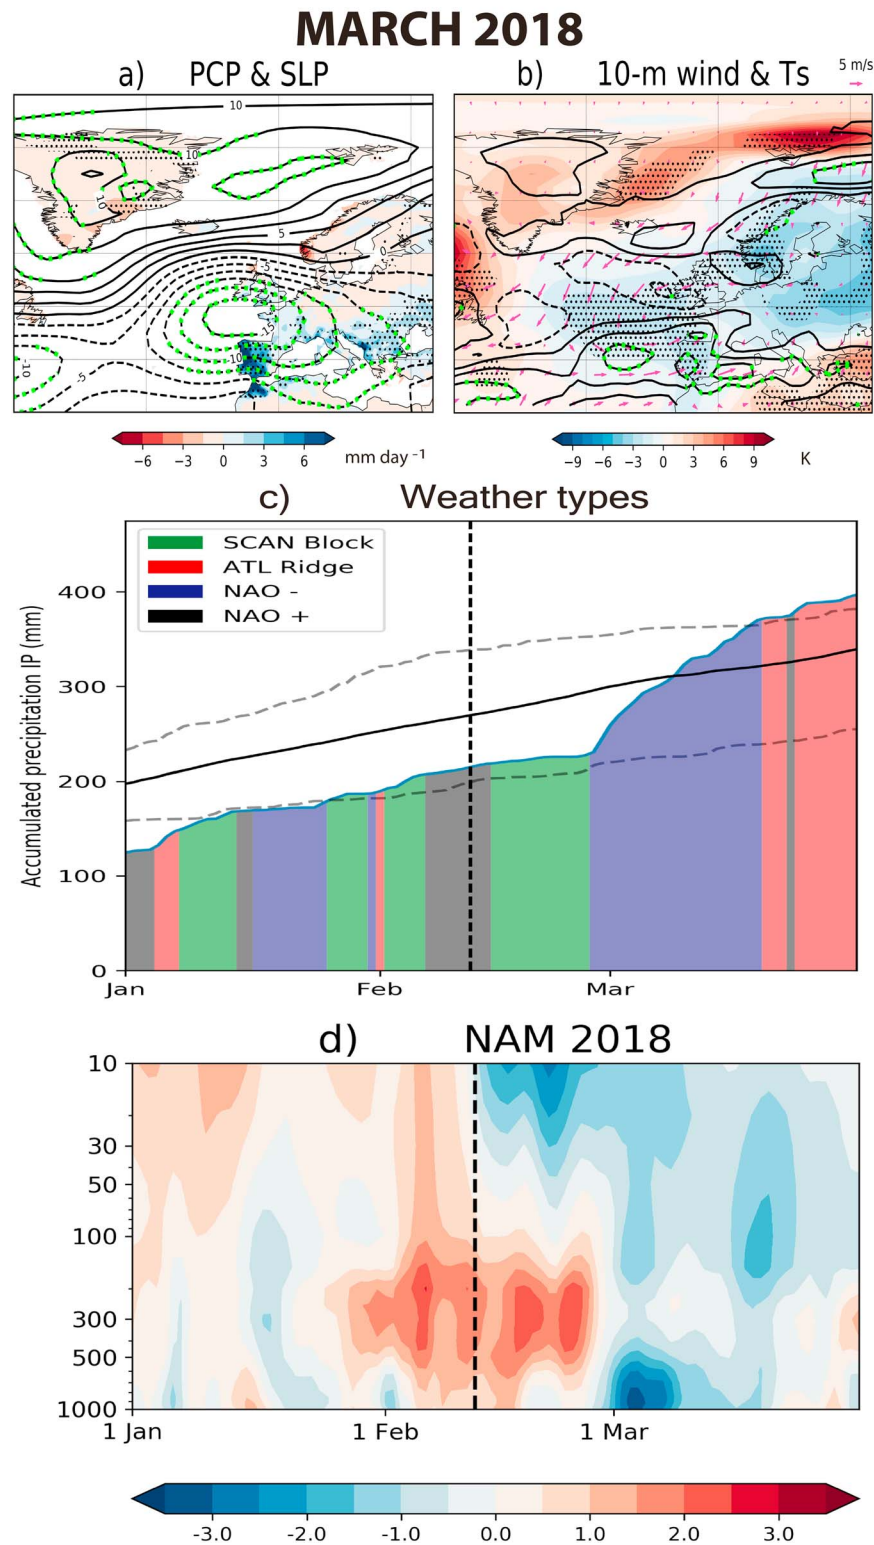 MARCH 2018
a) PCP & SLP
b) 10-m wind & Ts
5 m/s
10
10
10
5
0
-5
-15
-10
-5
10
−6 −3 0 3 6 mm day -1
−9 −6 −3 0 3 6 9 K
c) Weather types
SCAN Block
ATL Ridge
NAO -
NAO +
Accumulated precipitation IP (mm)
400
300
200
100
0
Jan Feb Mar
d) NAM 2018
10
30
50
100
300
500
1000
1 Jan 1 Feb 1 Mar
-3.0 -2.0 -1.0 0.0 1.0 2.0 3.0